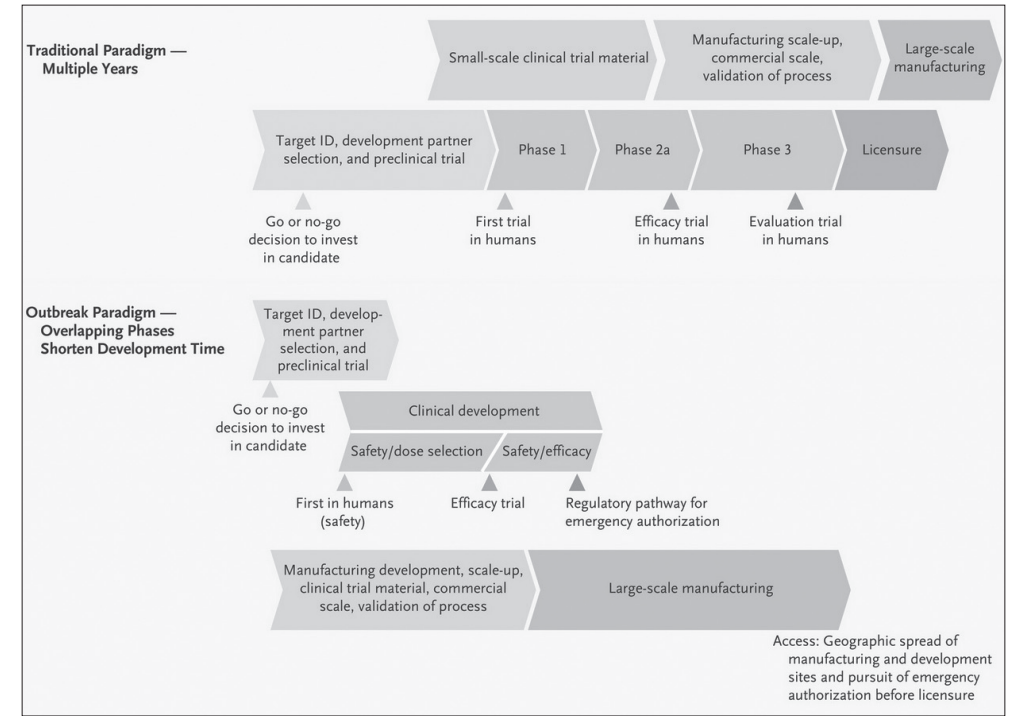 Traditional Paradigm —
Multiple Years
Small-scale clinical trial material
Manufacturing scale-up,
commercial scale,
validation of process
Large-scale
manufacturing
Target ID, development partner
selection, and preclinical trial
Phase 1
Phase 2a
Phase 3
Licensure
Go or no-go
decision to invest
in candidate
First trial
in humans
Efficacy trial
in humans
Evaluation trial
in humans
Outbreak Paradigm —
Overlapping Phases
Shorten Development Time
Target ID, develop-
ment partner
selection, and
preclinical trial
Go or no-go
decision to invest
in candidate
Clinical development
Safety/dose selection
Safety/efficacy
First in humans
(safety)
Efficacy trial
Regulatory pathway for
emergency authorization
Manufacturing development, scale-up,
clinical trial material, commercial
scale, validation of process
Large-scale manufacturing
Access: Geographic spread of
manufacturing and development
sites and pursuit of emergency
authorization before licensure